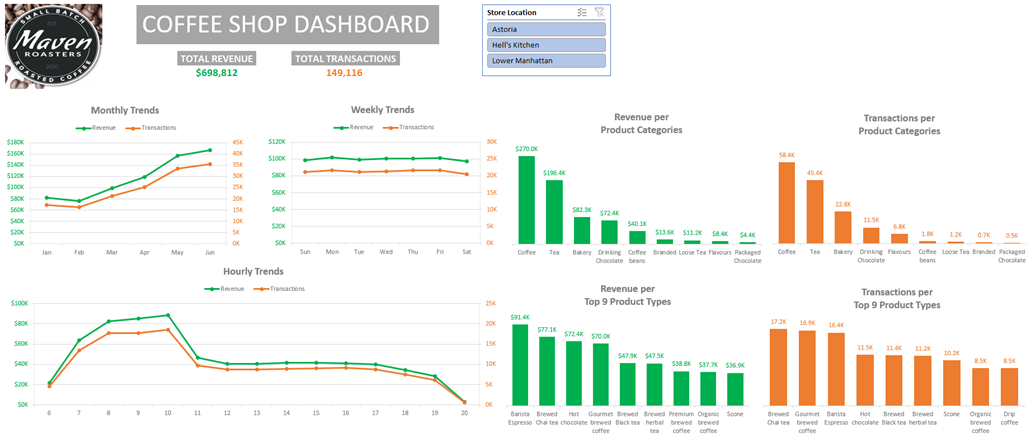 SMALL BATCH
EST.
Maven
ROASTERS
2020
ROASTED COFFEE
COFFEE SHOP DASHBOARD
TOTAL REVENUE
$698,812
TOTAL TRANSACTIONS
149,116
Store Location
Astoria
Hell's Kitchen
Lower Manhattan
Monthly Trends
Revenue Transactions
$180K 45K
$160K 40K
$140K 35K
$120K 30K
$100K 25K
$80K 20K
$60K 15K
$40K 10K
$20K 5K
$0K 0K
Jan Feb Mar Apr May Jun
Weekly Trends
Revenue Transactions
$120K 30K
$100K 25K
$80K 20K
$60K 15K
$40K 10K
$20K 5K
$0K 0K
Sun Mon Tue Wed Thu Fri Sat
Revenue per
Product Categories
$270.0K $196.4K $82.3K $72.4K $40.1K $13.6K $11.2K $8.4K $4.4K
Coffee Tea Bakery Drinking Coffee Branded Loose Tea Flavours Packaged
Chocolate beans Chocolate
Transactions per
Product Categories
58.4K 45.4K 22.8K 11.5K 6.8K 1.8K 1.2K 0.7K 0.5K
Coffee Tea Bakery Drinking Flavours Coffee Loose Tea Branded Packaged
Chocolate beans Chocolate
Hourly Trends
Revenue Transactions
$100K 25K
$80K 20K
$60K 15K
$40K 10K
$20K 5K
$0K 0K
6 7 8 9 10 11 12 13 14 15 16 17 18 19 20
Revenue per
Top 9 Product Types
$91.4K $77.1K $72.4K $70.0K $47.9K $47.5K $38.8K $37.7K $36.9K
Barista Brewed Hot Gourmet Brewed Brewed Premium Organic Scone
Espresso Chai tea chocolate brewed Black tea herbal brewed brewed
coffee tea coffee coffee
Transactions per
Top 9 Product Types
17.2K 16.9K 16.4K 11.5K 11.4K 11.2K 10.2K 8.5K 8.5K
Brewed Gourmet Barista Hot Brewed Brewed Scone Organic Drip
Chai tea brewed Espresso chocolate Black tea herbal tea brewed coffee
coffee coffee